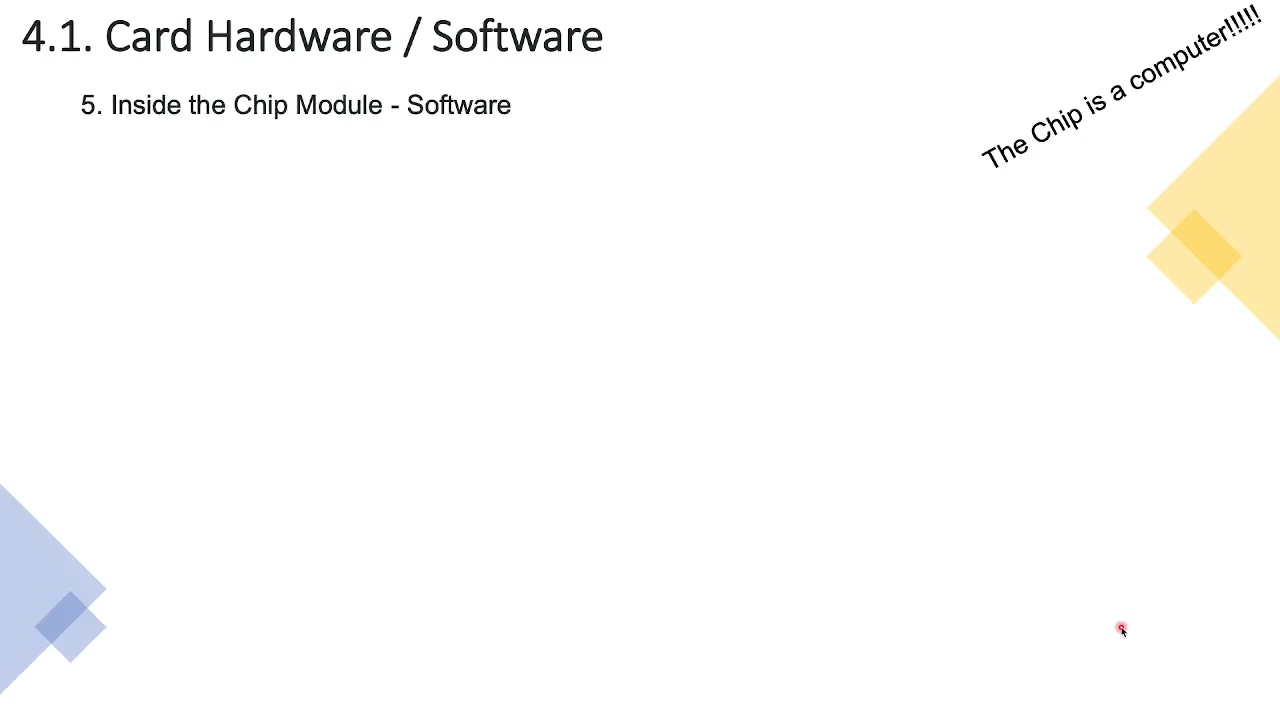 4.1. Card Hardware / Software
The Chip is a computer!!!!!
5. Inside the Chip Module - Software